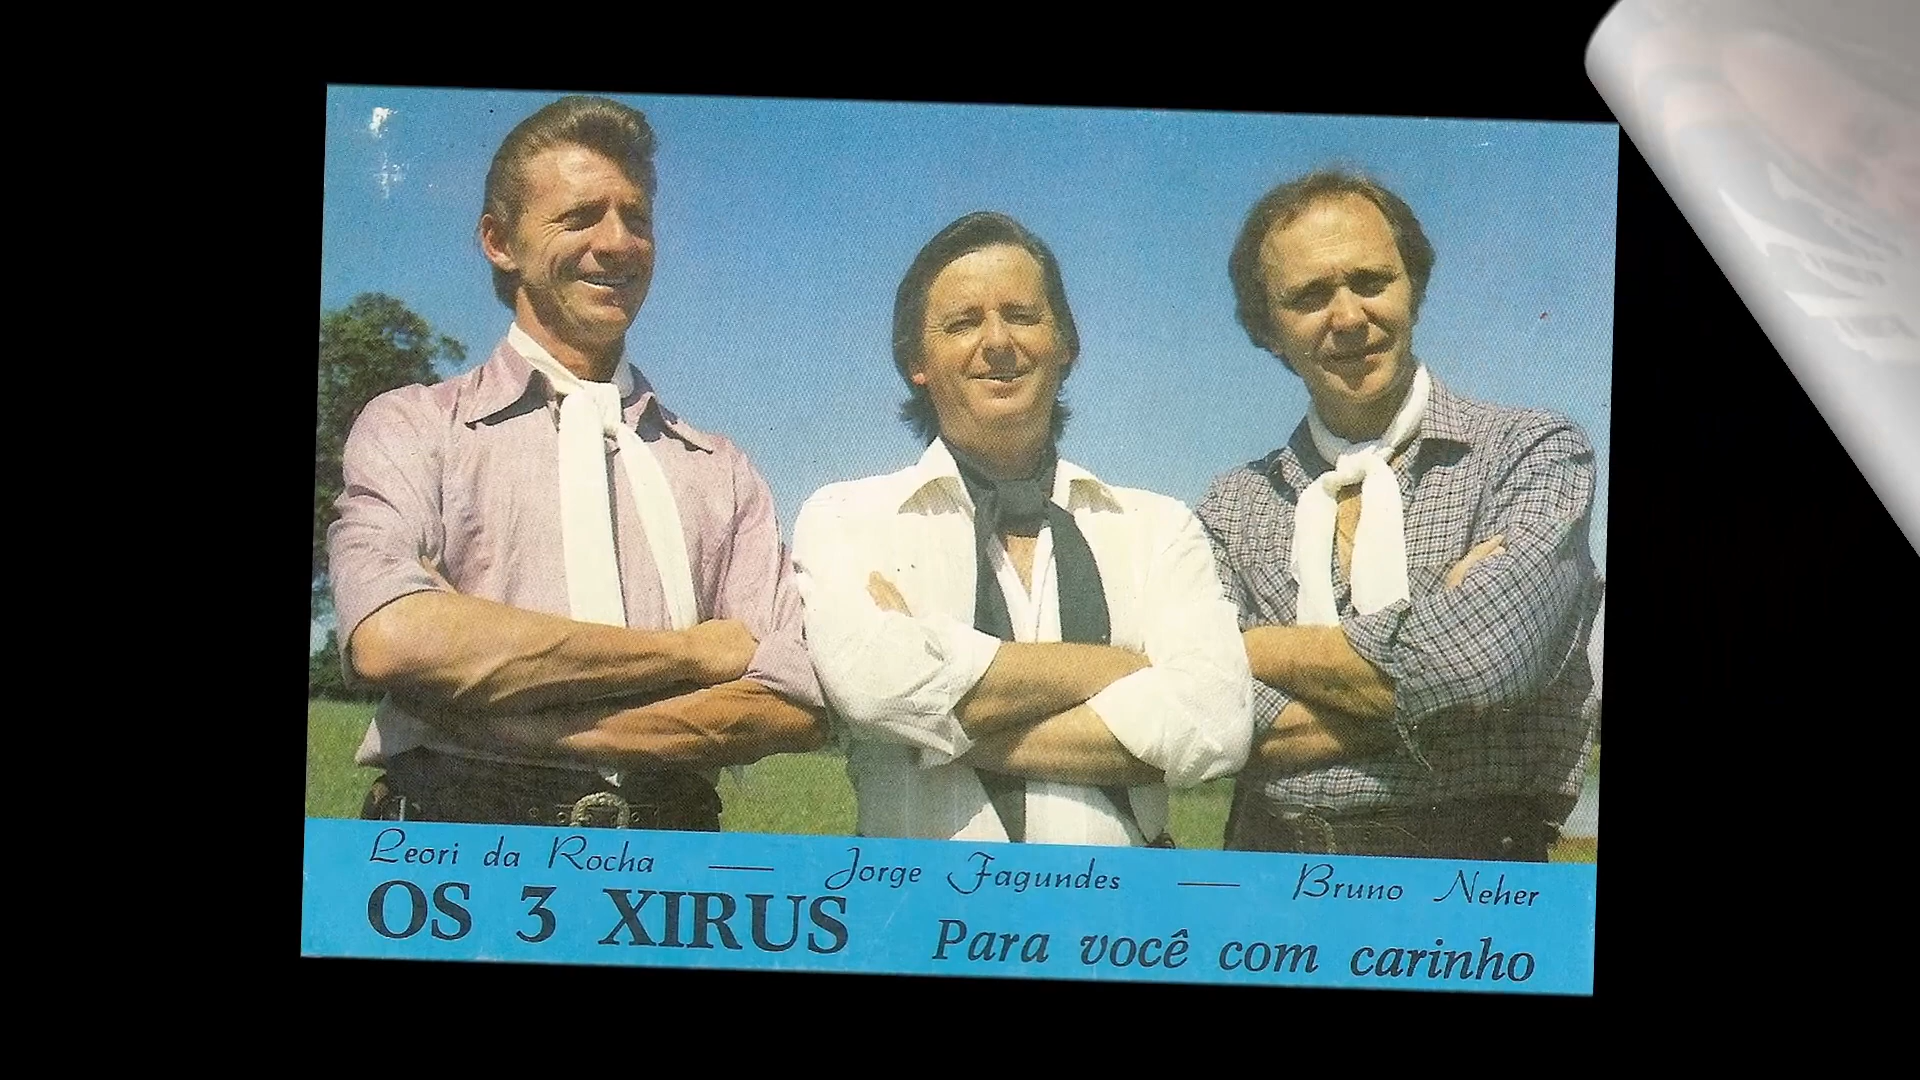 Leori da Rocha — Jorge Fagundes — Bruno Neher
OS 3 XIRUS Para você com carinho